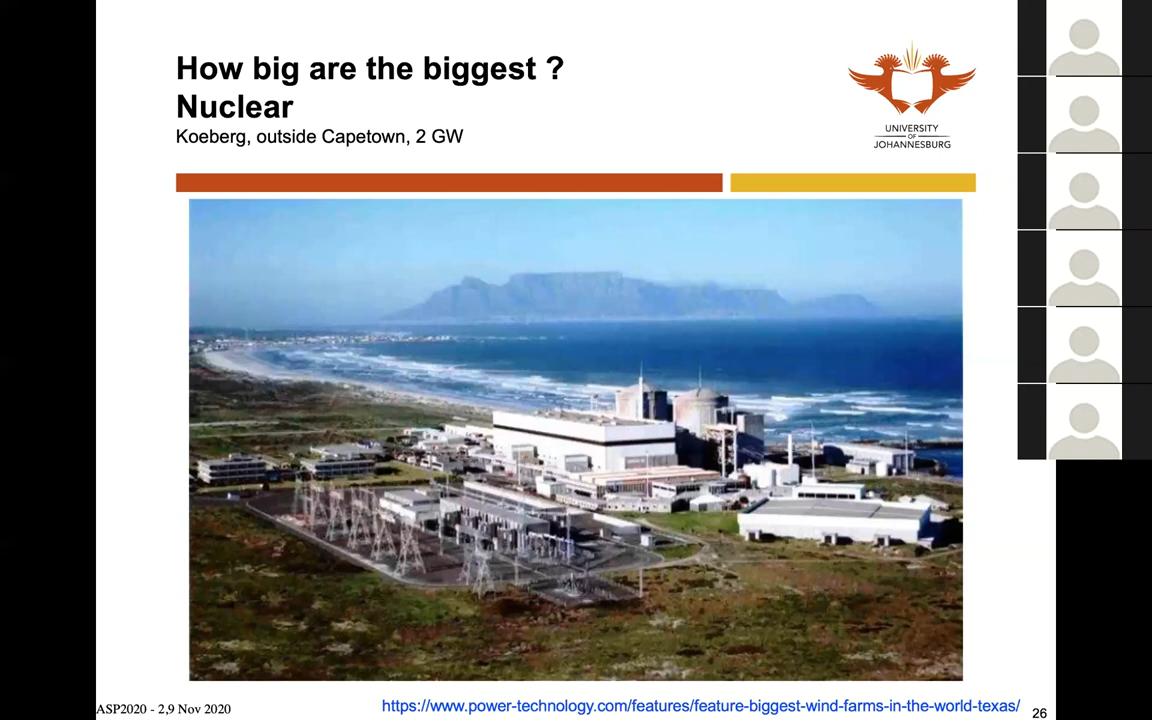 How big are the biggest ?
Nuclear
Koeberg, outside Capetown, 2 GW
UNIVERSITY
OF
JOHANNESBURG
ASP2020 - 2,9 Nov 2020
https://www.power-technology.com/features/feature-biggest-wind-farms-in-the-world-texas/
26